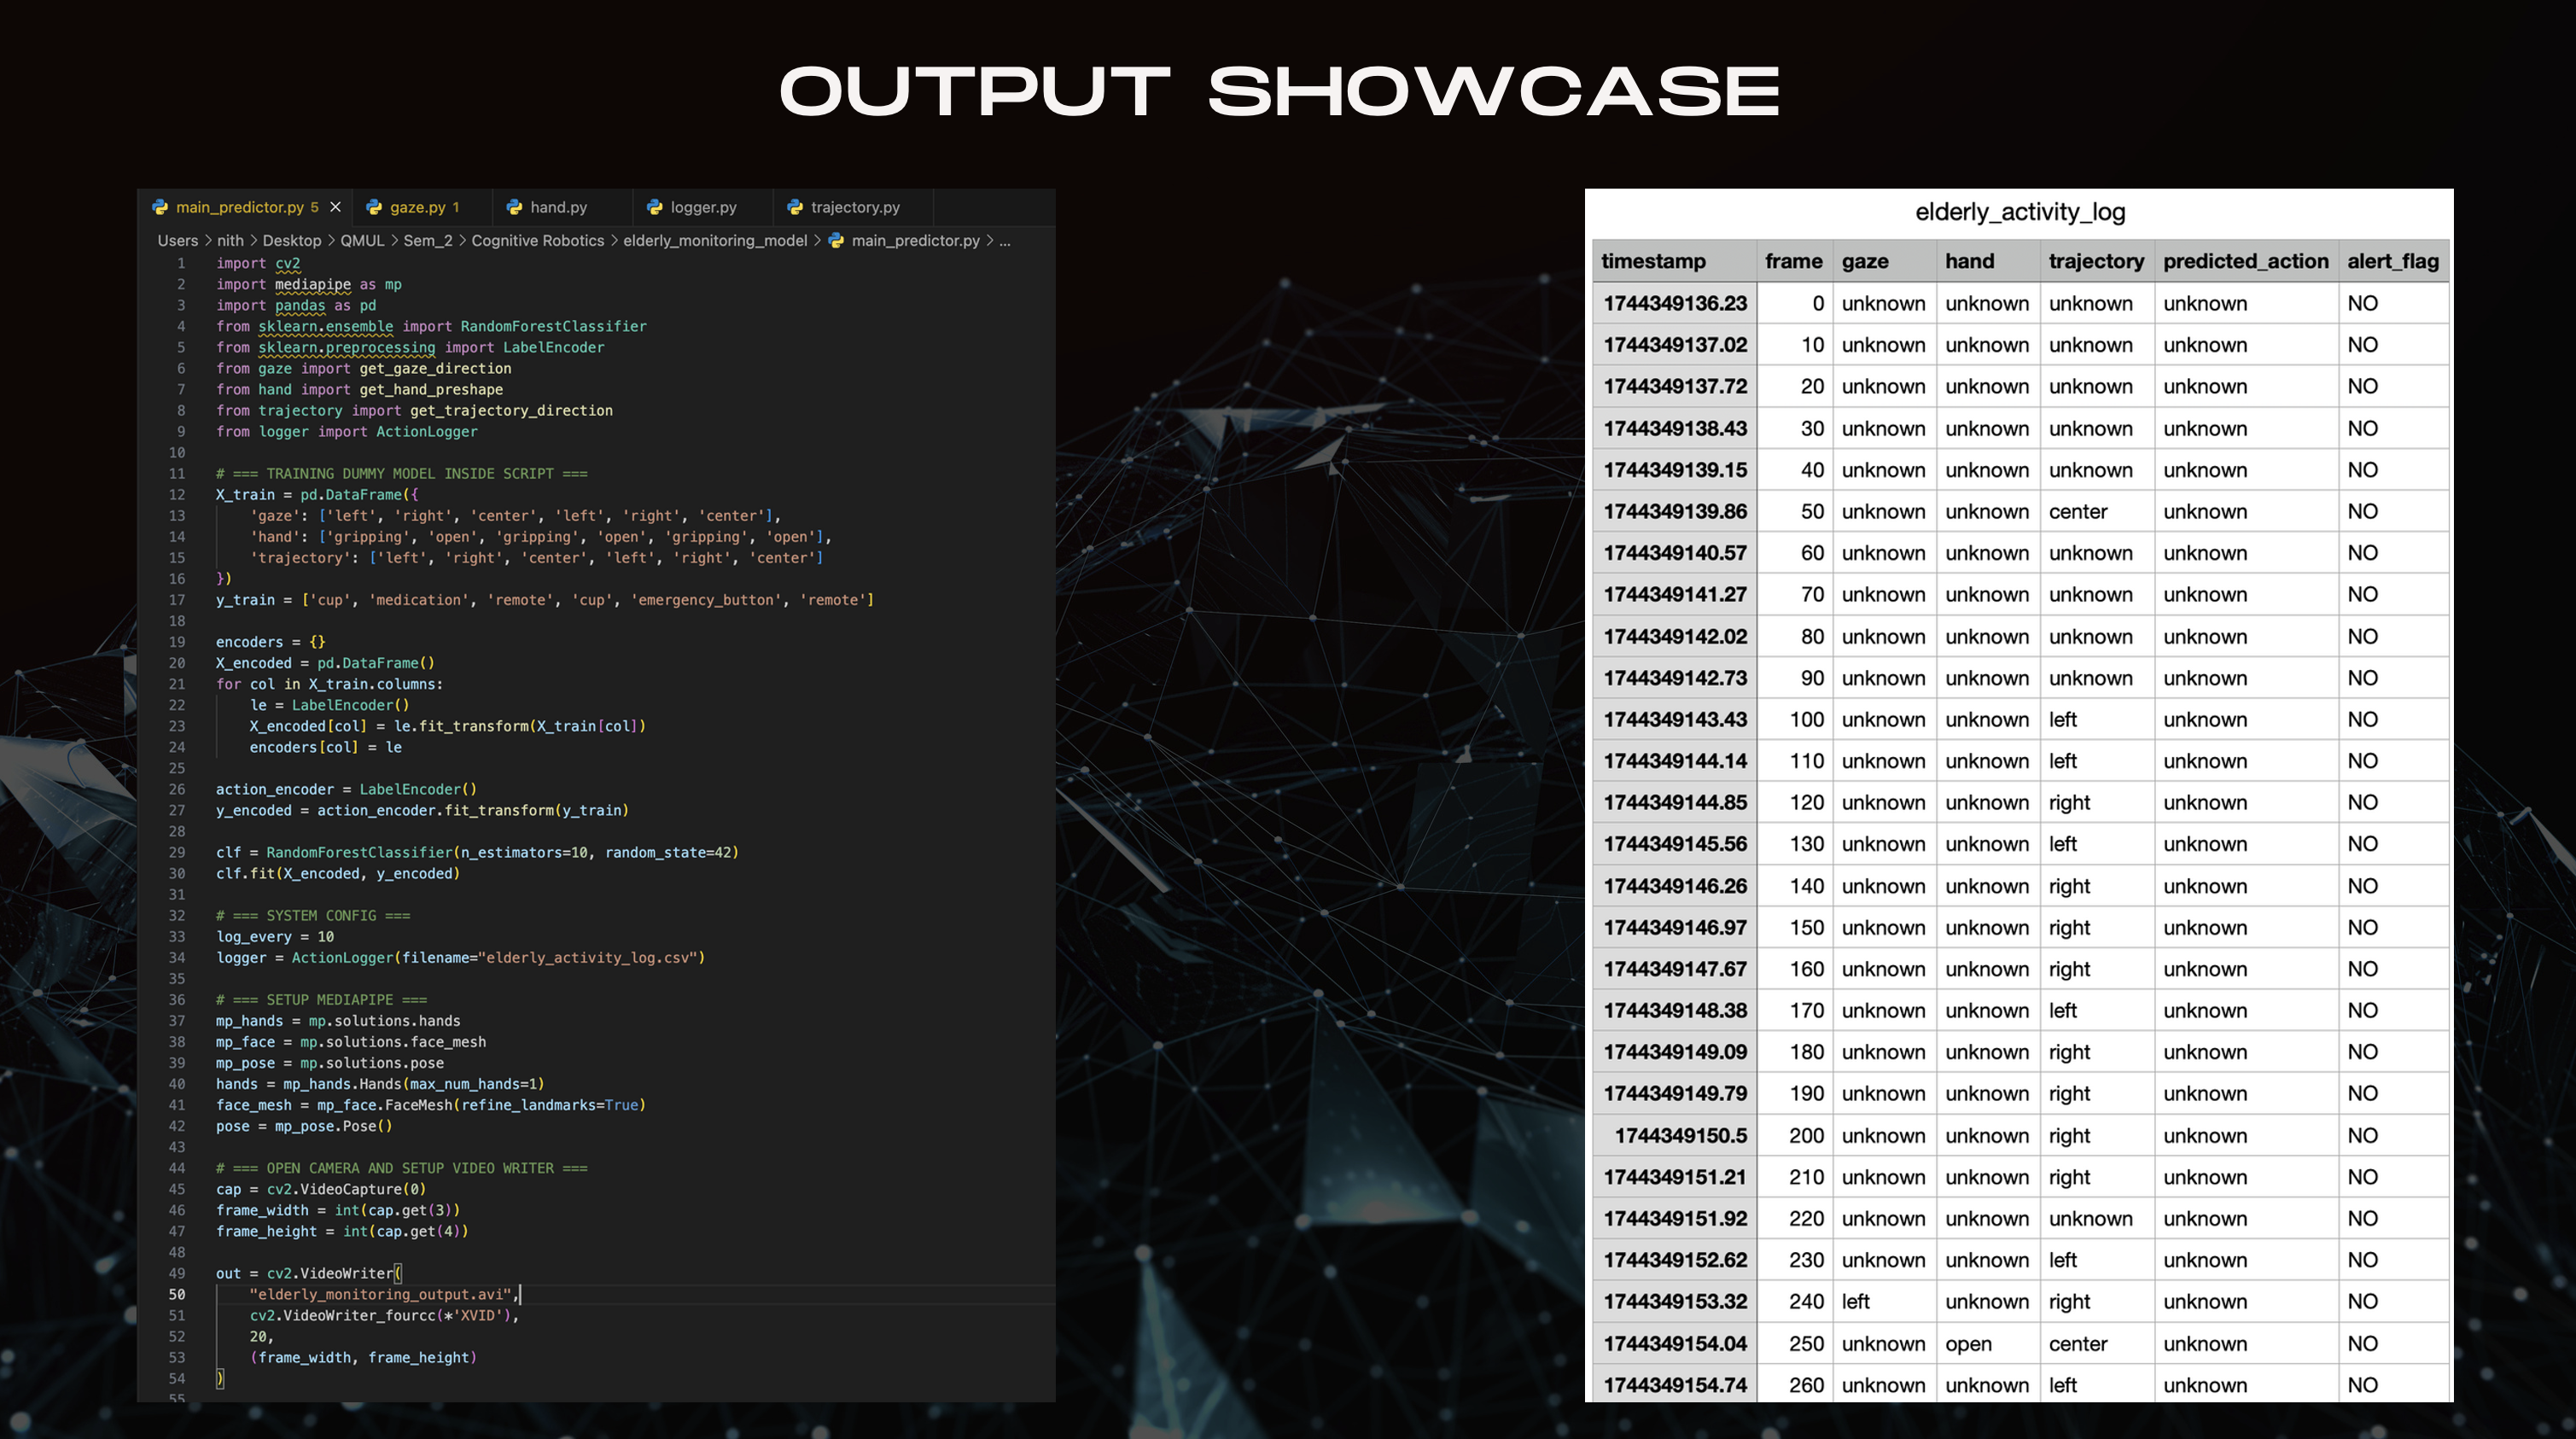 OUTPUT SHOWCASE
main_predictor.py 5 gaze.py 1 hand.py logger.py trajectory.py
Users > nith > Desktop > QMUL > Sem_2 > Cognitive Robotics > elderly_monitoring_model > main_predictor.py > ...
1 import cv2
2 import mediapipe as mp
3 import pandas as pd
4 from sklearn.ensemble import RandomForestClassifier
5 from sklearn.preprocessing import LabelEncoder
6 from gaze import get_gaze_direction
7 from hand import get_hand_preshape
8 from trajectory import get_trajectory_direction
9 from logger import ActionLogger
10
11 # === TRAINING DUMMY MODEL INSIDE SCRIPT ===
12 X_train = pd.DataFrame({
13     'gaze': ['left', 'right', 'center', 'left', 'right', 'center'],
14     'hand': ['gripping', 'open', 'gripping', 'open', 'gripping', 'open'],
15     'trajectory': ['left', 'right', 'center', 'left', 'right', 'center']
16 })
17 y_train = ['cup', 'medication', 'remote', 'cup', 'emergency_button', 'remote']
18
19 encoders = {}
20 X_encoded = pd.DataFrame()
21 for col in X_train.columns:
22     le = LabelEncoder()
23     X_encoded[col] = le.fit_transform(X_train[col])
24     encoders[col] = le
25
26 action_encoder = LabelEncoder()
27 y_encoded = action_encoder.fit_transform(y_train)
28
29 clf = RandomForestClassifier(n_estimators=10, random_state=42)
30 clf.fit(X_encoded, y_encoded)
31
32 # === SYSTEM CONFIG ===
33 log_every = 10
34 logger = ActionLogger(filename="elderly_activity_log.csv")
35
36 # === SETUP MEDIAPIPE ===
37 mp_hands = mp.solutions.hands
38 mp_face = mp.solutions.face_mesh
39 mp_pose = mp.solutions.pose
40 hands = mp_hands.Hands(max_num_hands=1)
41 face_mesh = mp_face.FaceMesh(refine_landmarks=True)
42 pose = mp_pose.Pose()
43
44 # === OPEN CAMERA AND SETUP VIDEO WRITER ===
45 cap = cv2.VideoCapture(0)
46 frame_width = int(cap.get(3))
47 frame_height = int(cap.get(4))
48
49 out = cv2.VideoWriter(
50     "elderly_monitoring_output.avi",
51     cv2.VideoWriter_fourcc(*'XVID'),
52     20,
53     (frame_width, frame_height)
54 )
55
elderly_activity_log
timestamp frame gaze hand trajectory predicted_action alert_flag
1744349136.23 0 unknown unknown unknown unknown NO
1744349137.02 10 unknown unknown unknown unknown NO
1744349137.72 20 unknown unknown unknown unknown NO
1744349138.43 30 unknown unknown unknown unknown NO
1744349139.15 40 unknown unknown unknown unknown NO
1744349139.86 50 unknown unknown center unknown NO
1744349140.57 60 unknown unknown unknown unknown NO
1744349141.27 70 unknown unknown unknown unknown NO
1744349142.02 80 unknown unknown unknown unknown NO
1744349142.73 90 unknown unknown unknown unknown NO
1744349143.43 100 unknown unknown left unknown NO
1744349144.14 110 unknown unknown left unknown NO
1744349144.85 120 unknown unknown right unknown NO
1744349145.56 130 unknown unknown left unknown NO
1744349146.26 140 unknown unknown right unknown NO
1744349146.97 150 unknown unknown right unknown NO
1744349147.67 160 unknown unknown right unknown NO
1744349148.38 170 unknown unknown left unknown NO
1744349149.09 180 unknown unknown right unknown NO
1744349149.79 190 unknown unknown right unknown NO
1744349150.5 200 unknown unknown right unknown NO
1744349151.21 210 unknown unknown right unknown NO
1744349151.92 220 unknown unknown unknown unknown NO
1744349152.62 230 unknown unknown left unknown NO
1744349153.32 240 left unknown right unknown NO
1744349154.04 250 unknown open center unknown NO
1744349154.74 260 unknown unknown left unknown NO